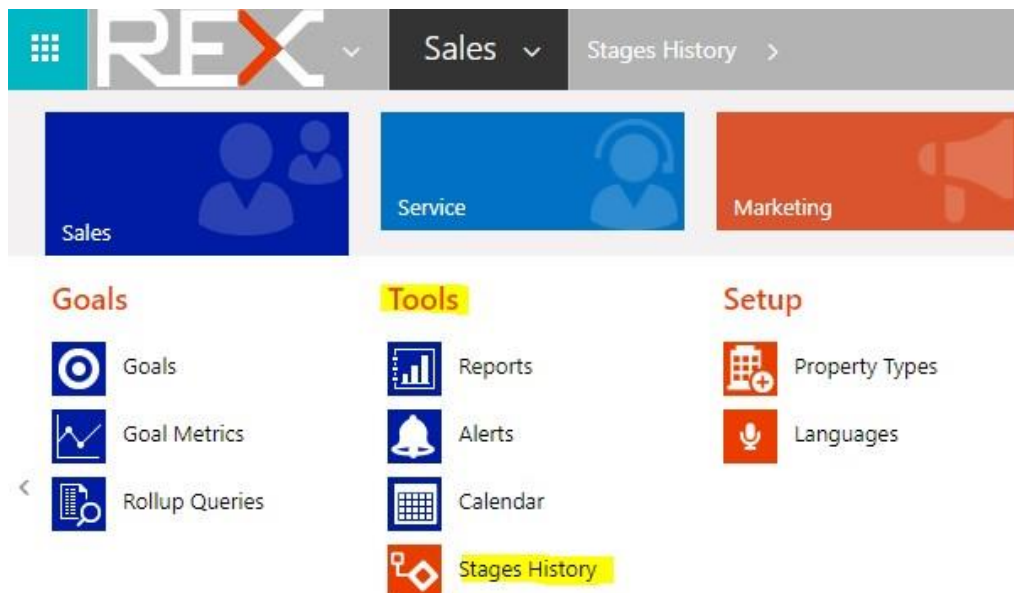 REX Sales Stages History
Sales
Service
Marketing
Goals
Goals
Goal Metrics
Rollup Queries
Tools
Reports
Alerts
Calendar
Stages History
Setup
Property Types
Languages